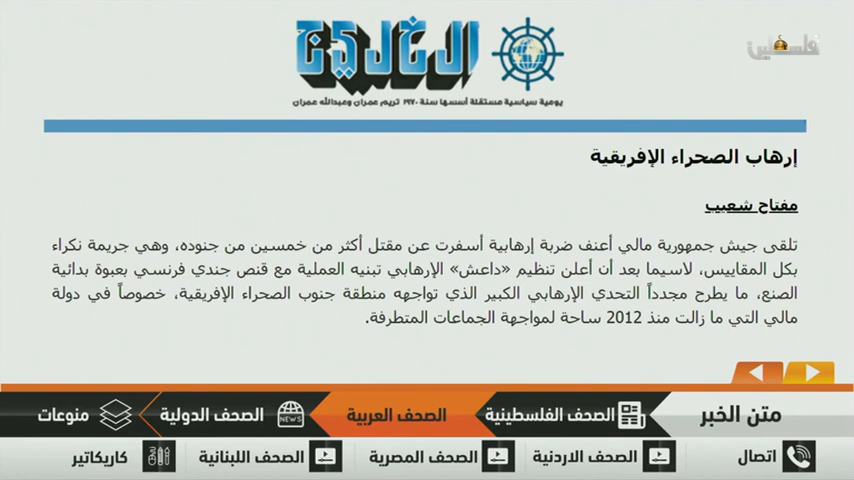 الخليج
فلسطين
يومية سياسية مستقلة أسسها سنة ١٩٧٠ تريم عمران وعبدالله عمران
إرهاب الصحراء الإفريقية
مفتاح شعيب
تلقى جيش جمهورية مالي أعنف ضربة إرهابية أسفرت عن مقتل أكثر من خمسين من جنوده، وهي جريمة نكراء
بكل المقاييس، لاسيما بعد أن أعلن تنظيم «داعش» الإرهابي تبنيه العملية مع قنص جندي فرنسي بعبوة بدائية
الصنع، ما يطرح مجدداً التحدي الإرهابي الكبير الذي تواجهه منطقة جنوب الصحراء الإفريقية، خصوصاً في دولة
مالي التي ما زالت منذ 2012 ساحة لمواجهة الجماعات المتطرفة.
متن الخبر
الصحف الفلسطينية
الصحف العربية
NEWS
الصحف الدولية
منوعات
اتصال
الصحف الاردنية
الصحف المصرية
الصحف اللبنانية
كاريكاتير